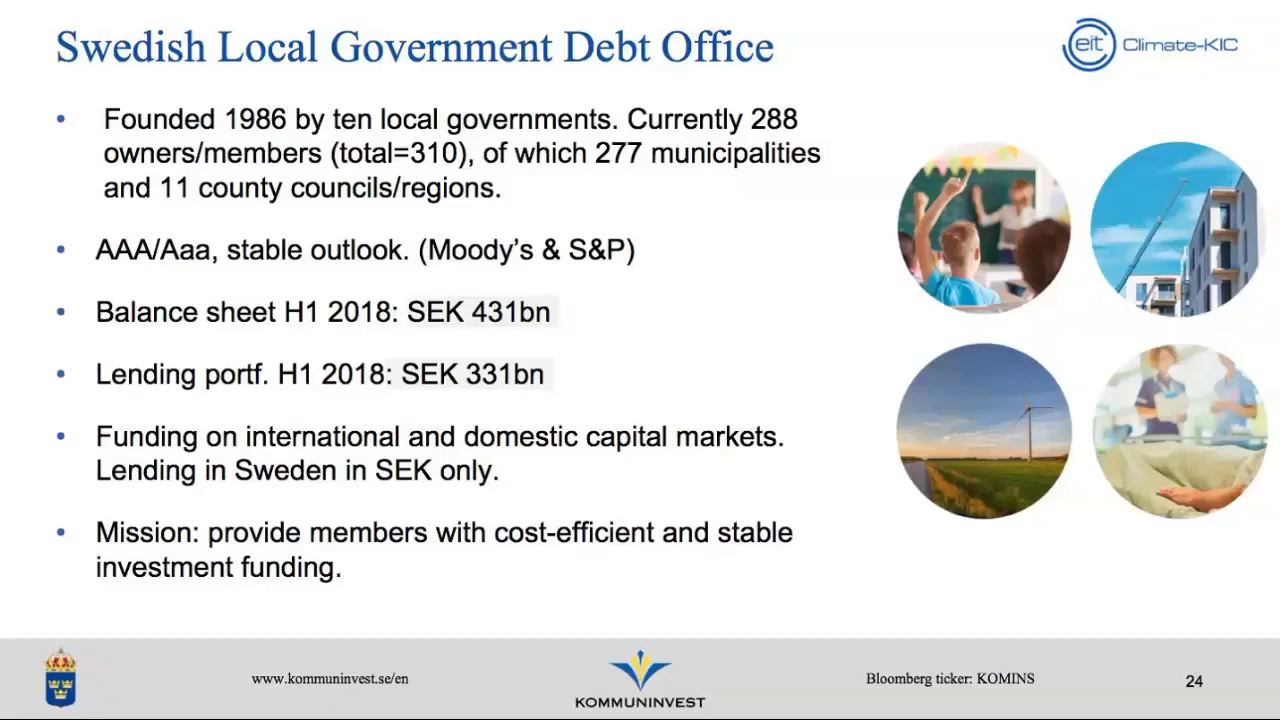 Swedish Local Government Debt Office
eit Climate-KIC
• Founded 1986 by ten local governments. Currently 288
owners/members (total=310), of which 277 municipalities
and 11 county councils/regions.
• AAA/Aaa, stable outlook. (Moody's & S&P)
• Balance sheet H1 2018: SEK 431bn
• Lending portf. H1 2018: SEK 331bn
• Funding on international and domestic capital markets.
Lending in Sweden in SEK only.
• Mission: provide members with cost-efficient and stable
investment funding.
www.kommuninvest.se/en
KOMMUNINVEST
Bloomberg ticker: KOMINS
24